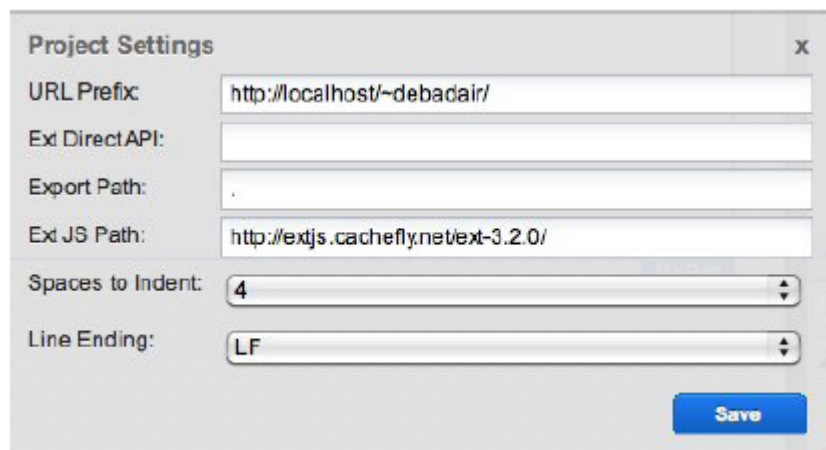 Project Settings x
URL Prefix: http://localhost/~debadair/
Ext Direct API:
Export Path: .
Ext JS Path: http://extjs.cachefly.net/ext-3.2.0/
Spaces to Indent: 4
Line Ending: LF
Save